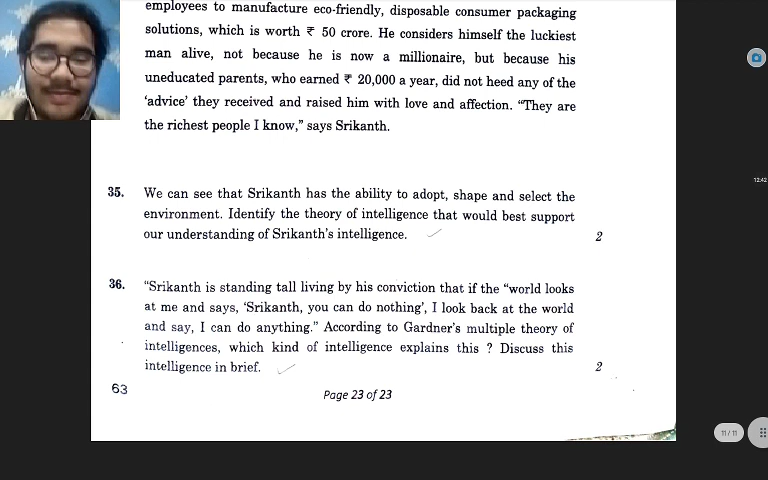 employees to manufacture eco-friendly, disposable consumer packaging
solutions, which is worth ₹ 50 crore. He considers himself the luckiest
man alive, not because he is now a millionaire, but because his
uneducated parents, who earned ₹ 20,000 a year, did not heed any of the
‘advice’ they received and raised him with love and affection. “They are
the richest people I know,” says Srikanth.
35. We can see that Srikanth has the ability to adopt, shape and select the
environment. Identify the theory of intelligence that would best support
our understanding of Srikanth’s intelligence. 2
36. “Srikanth is standing tall living by his conviction that if the “world looks
at me and says, ‘Srikanth, you can do nothing’, I look back at the world
and say, I can do anything.” According to Gardner’s multiple theory of
intelligences, which kind of intelligence explains this ? Discuss this
intelligence in brief. 2
63 Page 23 of 23
12:42
11 / 11